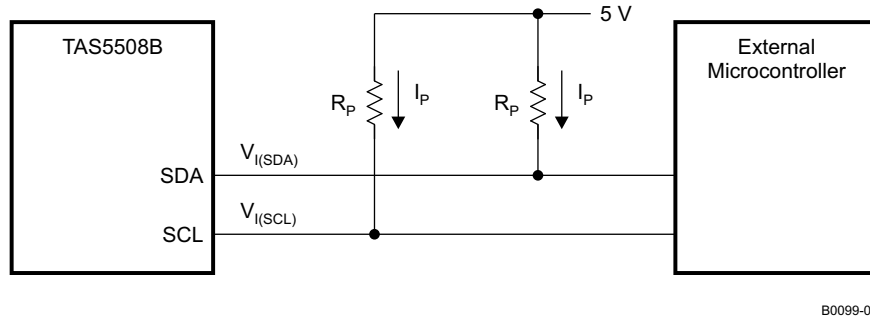 5 V
TAS5508B
External
Microcontroller
R_P
I_P
R_P
I_P
V_I(SDA)
SDA
V_I(SCL)
SCL
B0099-0